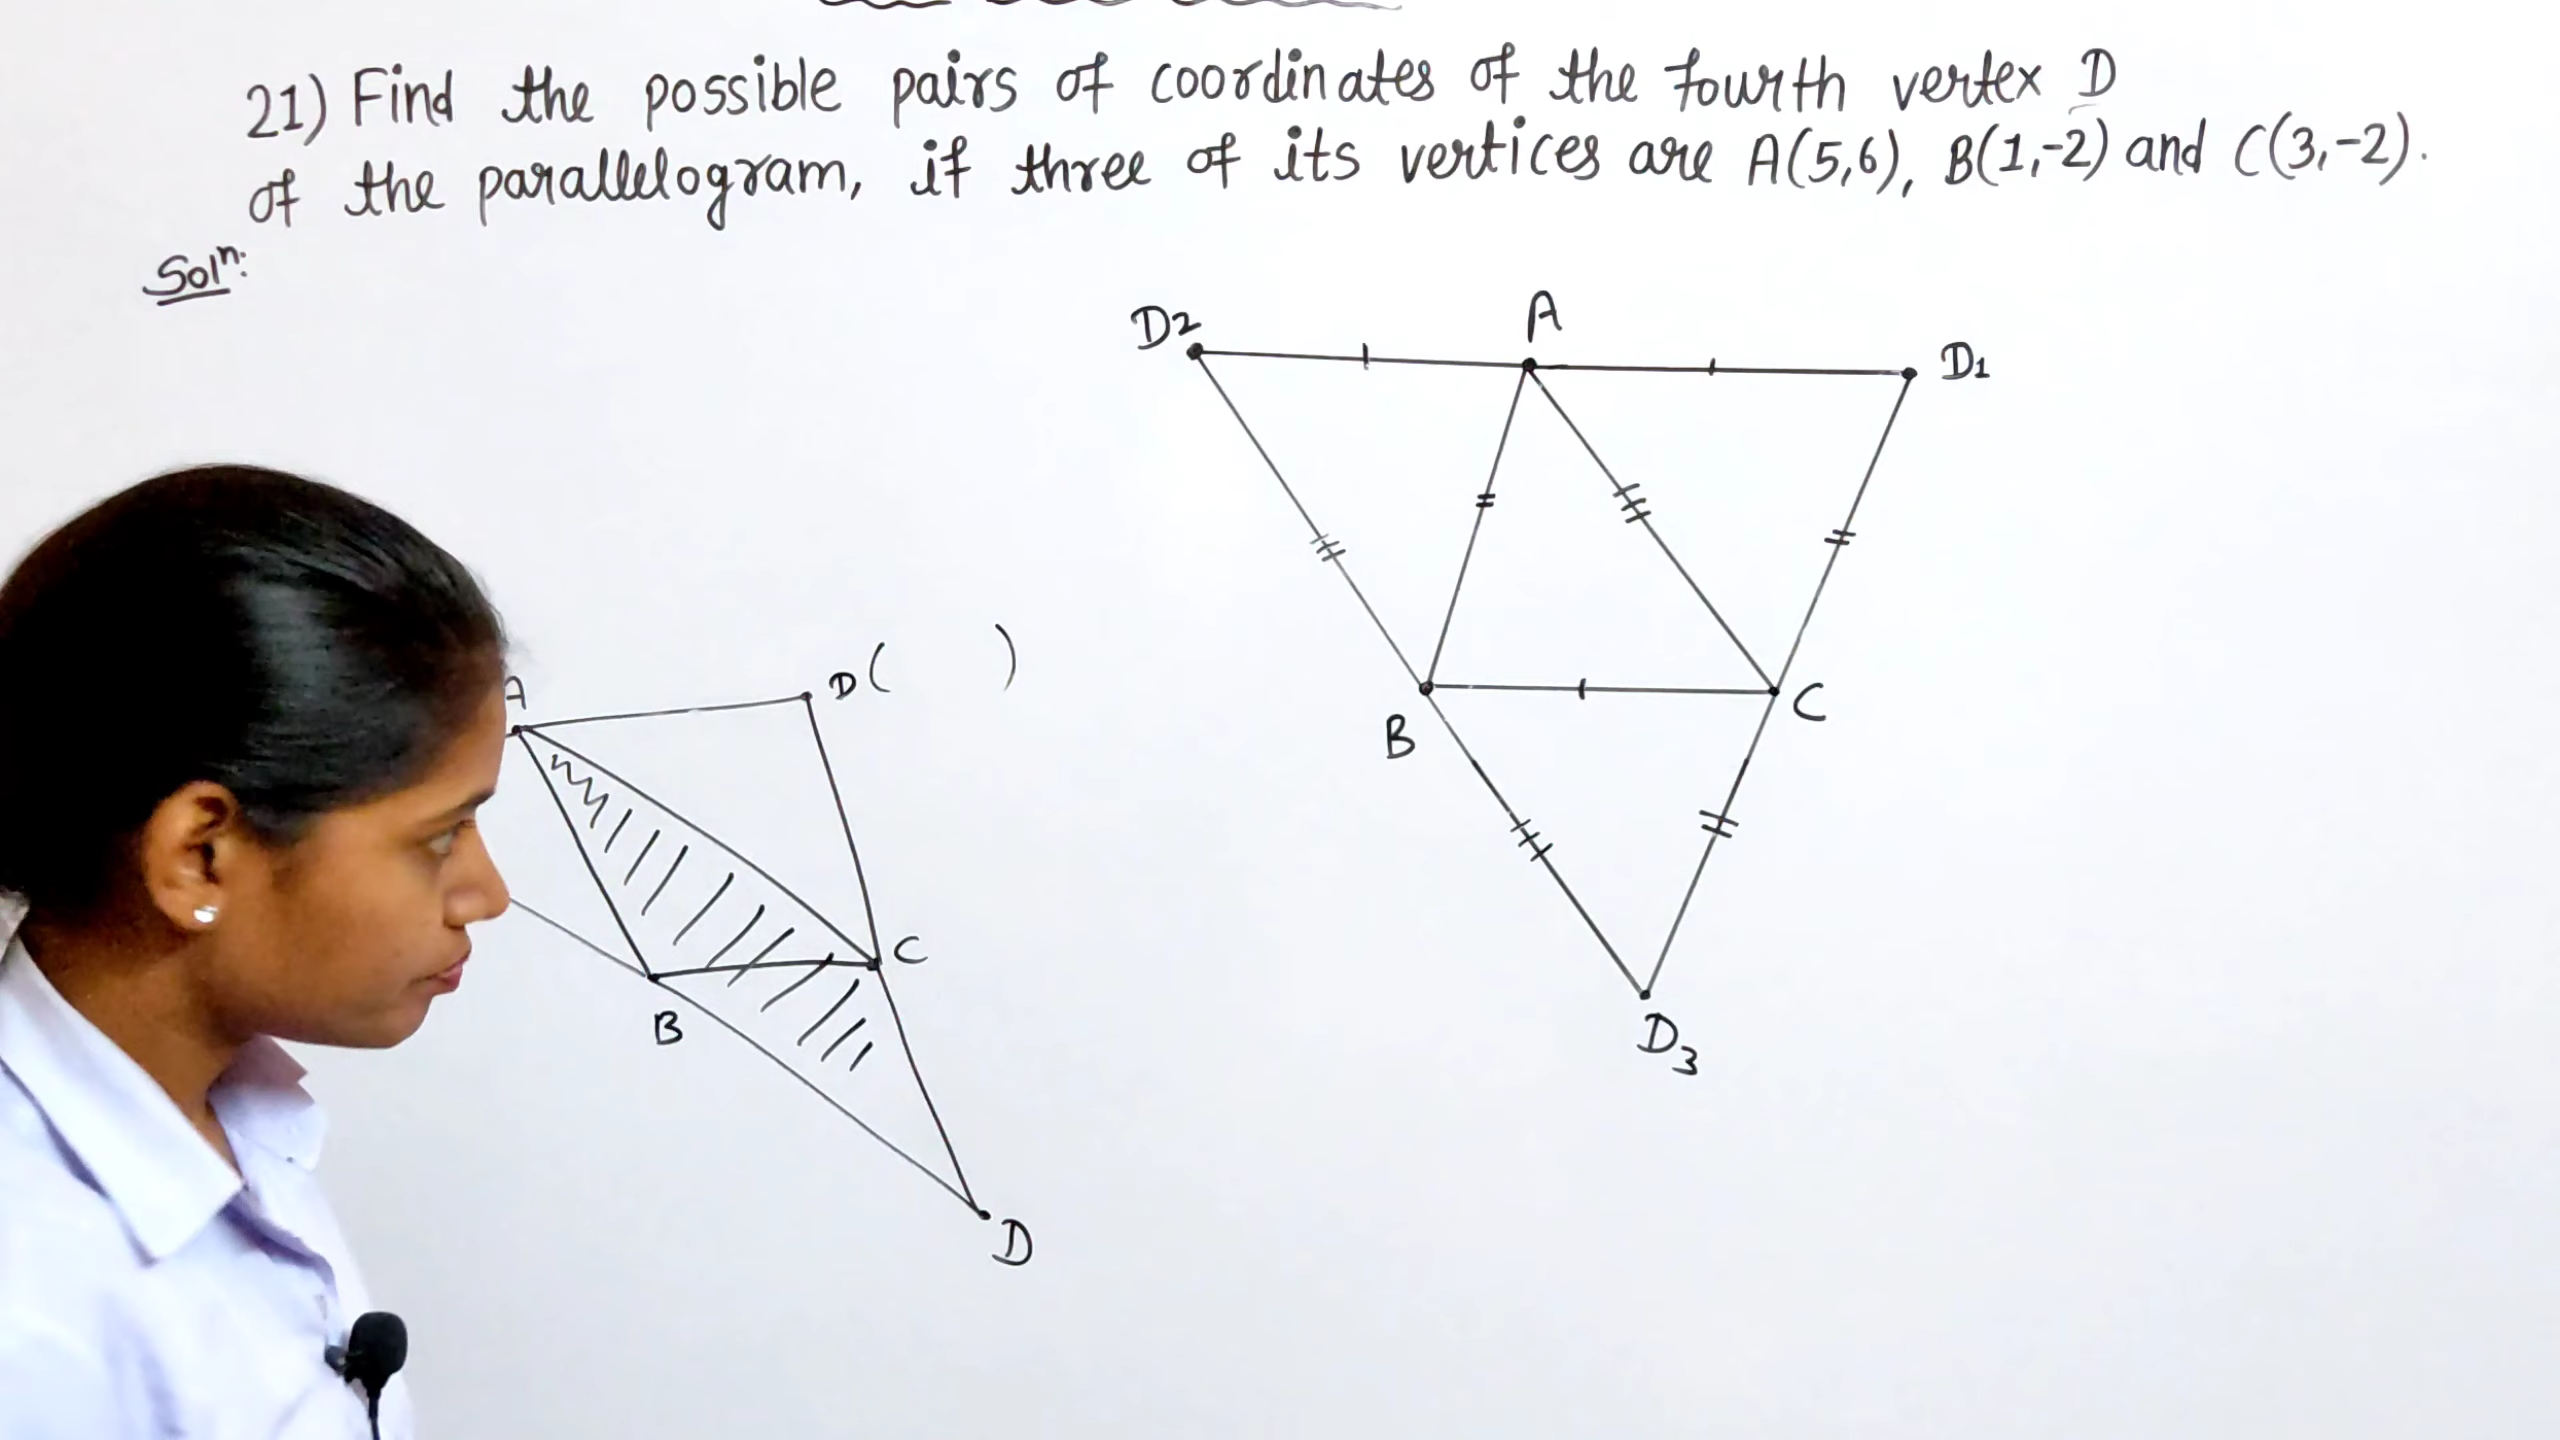 21) Find the possible pairs of coordinates of the fourth vertex D
of the parallelogram, if three of its vertices are A(5,6), B(1,-2) and C(3,-2).
Solⁿ:
D2
A
D1
B
C
D3
A
D( )
C
B
D